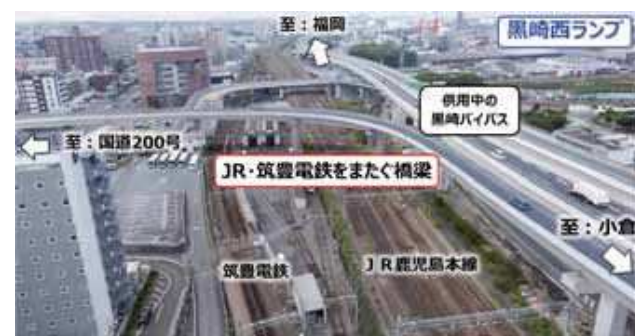 至：福岡
黒崎西ランプ
供用中の
黒崎バイパス
至：国道200号
JR・筑豊電鉄をまたぐ橋梁
至：小倉
筑豊電鉄
ＪＲ鹿児島本線